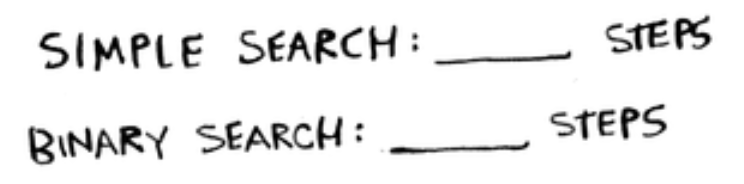 SIMPLE SEARCH: _____ STEPS
BINARY SEARCH: _____ STEPS